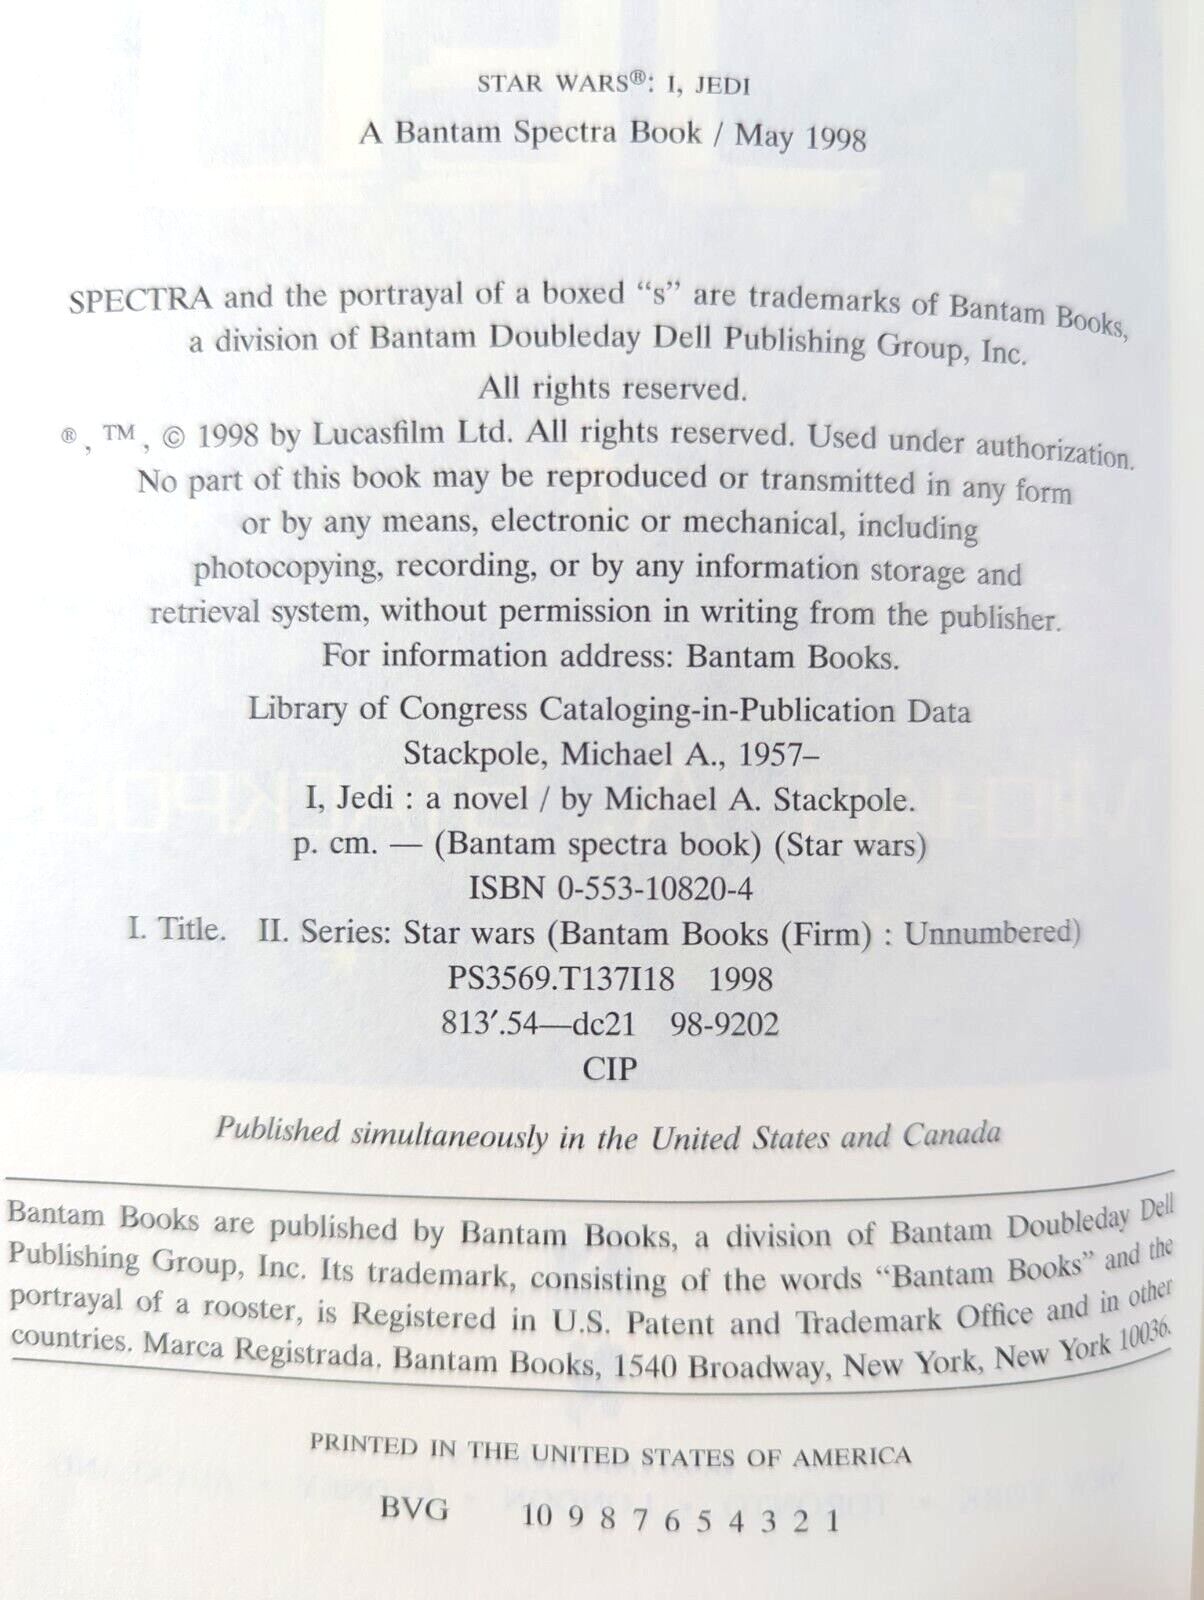 STAR WARS®: I, JEDI
A Bantam Spectra Book / May 1998
SPECTRA and the portrayal of a boxed “s” are trademarks of Bantam Books,
a division of Bantam Doubleday Dell Publishing Group, Inc.
All rights reserved.
®, ™, © 1998 by Lucasfilm Ltd. All rights reserved. Used under authorization.
No part of this book may be reproduced or transmitted in any form
or by any means, electronic or mechanical, including
photocopying, recording, or by any information storage and
retrieval system, without permission in writing from the publisher.
For information address: Bantam Books.
Library of Congress Cataloging-in-Publication Data
Stackpole, Michael A., 1957–
I, Jedi : a novel / by Michael A. Stackpole.
p. cm. — (Bantam spectra book) (Star wars)
ISBN 0-553-10820-4
I. Title. II. Series: Star wars (Bantam Books (Firm) : Unnumbered)
PS3569.T137I18 1998
813′.54—dc21 98-9202
CIP
Published simultaneously in the United States and Canada
Bantam Books are published by Bantam Books, a division of Bantam Doubleday Dell
Publishing Group, Inc. Its trademark, consisting of the words “Bantam Books” and the
portrayal of a rooster, is Registered in U.S. Patent and Trademark Office and in other
countries. Marca Registrada. Bantam Books, 1540 Broadway, New York, New York 10036.
PRINTED IN THE UNITED STATES OF AMERICA
BVG 10 9 8 7 6 5 4 3 2 1